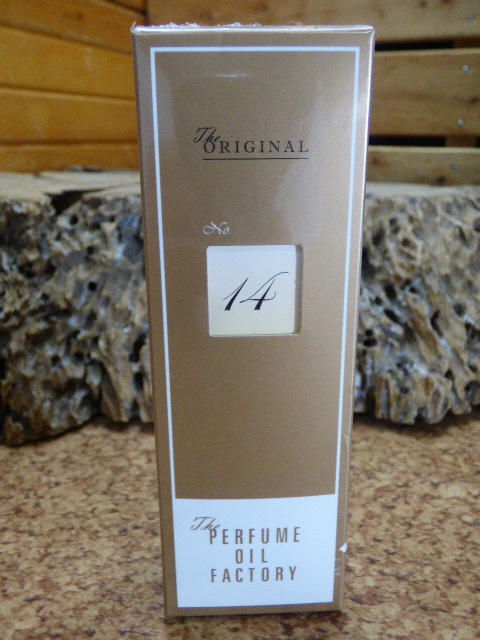 The
ORIGINAL
No.
14
The
PERFUME
OIL
FACTORY